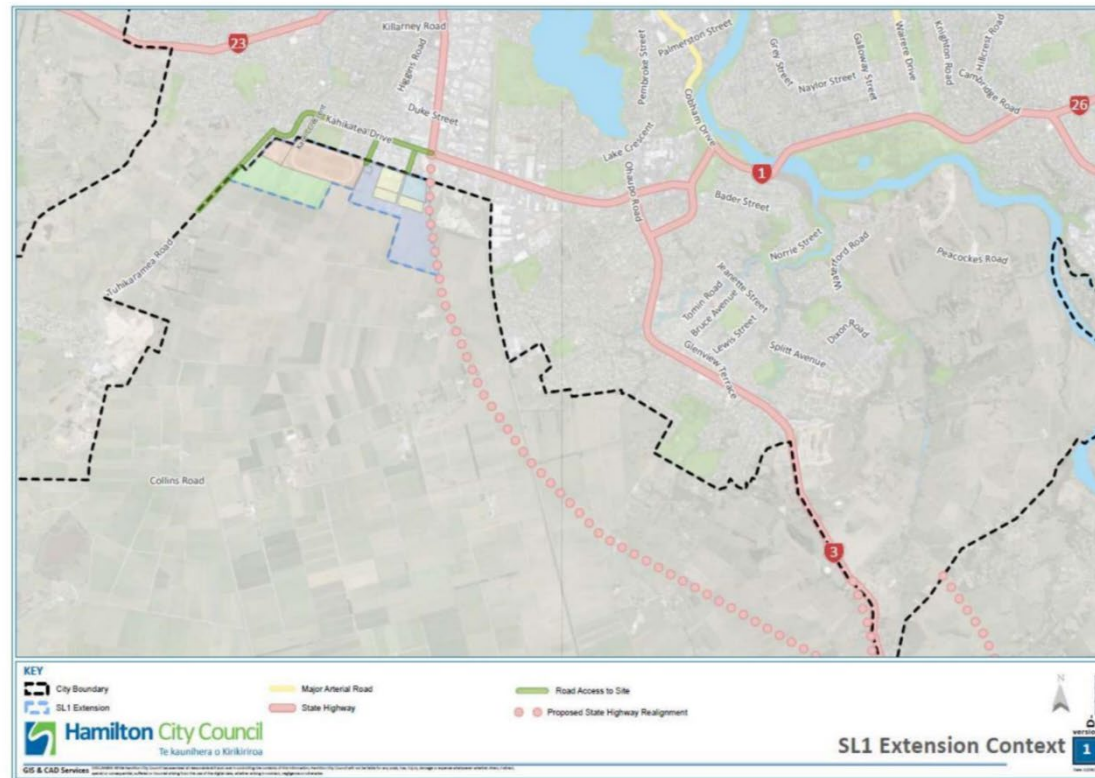 Killarney Road
23
Higgins Road
Palmerston Street
Pembroke Street
Grey Street
Galloway Street
Wairere Drive
Knighton Road
Hillcrest Road
Naylor Street
Cambridge Road
26
Duke Street
Kahikatea Drive
Cobham Drive
Lake Crescent
1
Ohaupo Road
Bader Street
Tuhikaramea Road
Norrie Street
Waterford Road
Peacockes Road
Jeanette Street
Tomin Road
Bruce Avenue
Lewis Street
Dixon Road
Splitt Avenue
Glenview Terrace
Collins Road
3
KEY
City Boundary
Major Arterial Road
Road Access to Site
SL1 Extension
State Highway
Proposed State Highway Realignment
N
Hamilton City Council
Te kaunihera o Kirikiriroa
SL1 Extension Context
1
GIS & CAD Services